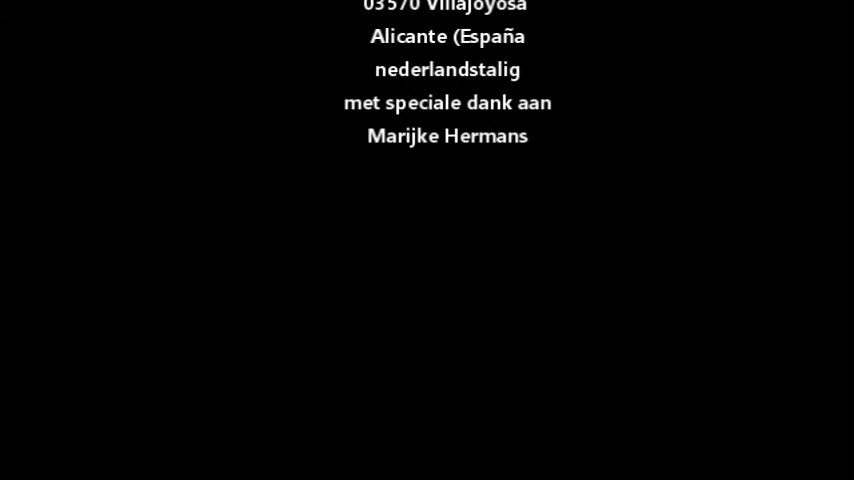 03570 Villajoyosa
Alicante (España
nederlandstalig
met speciale dank aan
Marijke Hermans